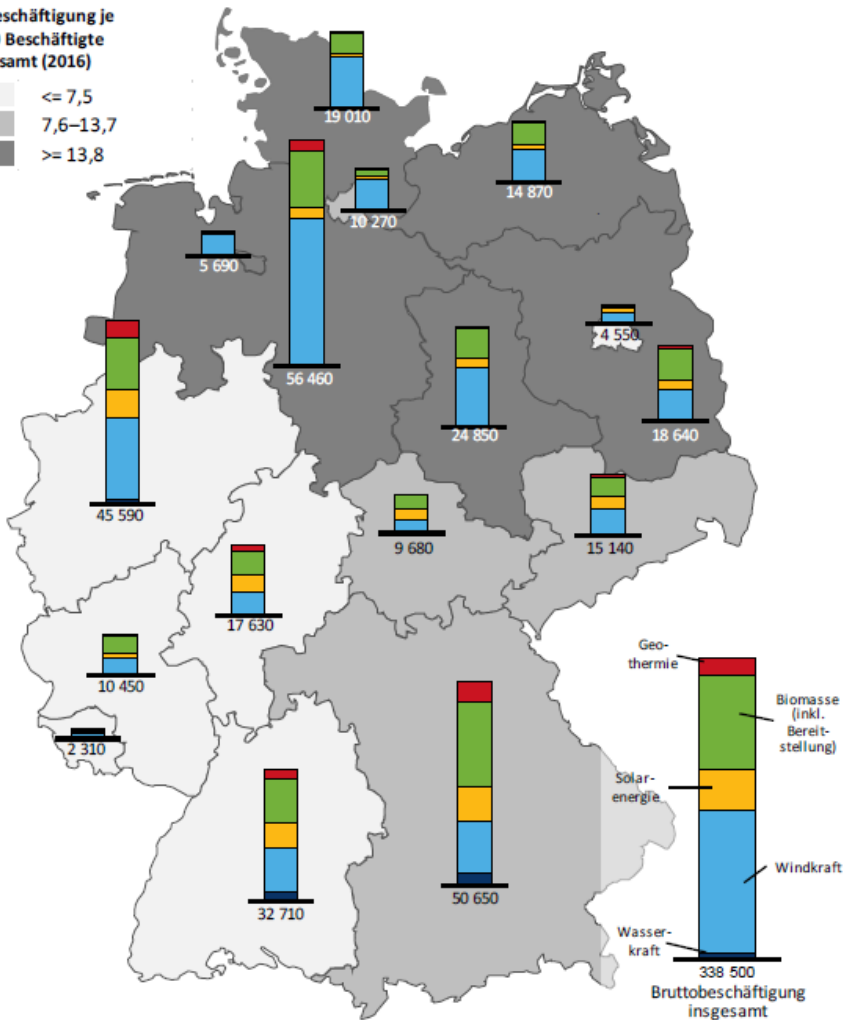 Beschäftigte
(2016)
<= 7,5
7,6–13,7
>= 13,8
19 010
14 870
10 270
5 690
4 550
56 460
24 850
18 640
45 590
9 680
15 140
17 630
10 450
2 310
32 710
50 650
Geo-
thermie
Biomasse
(inkl.
Bereit-
stellung)
Solar-
energie
Windkraft
Wasser-
kraft
338 500
Bruttobeschäftigung
insgesamt